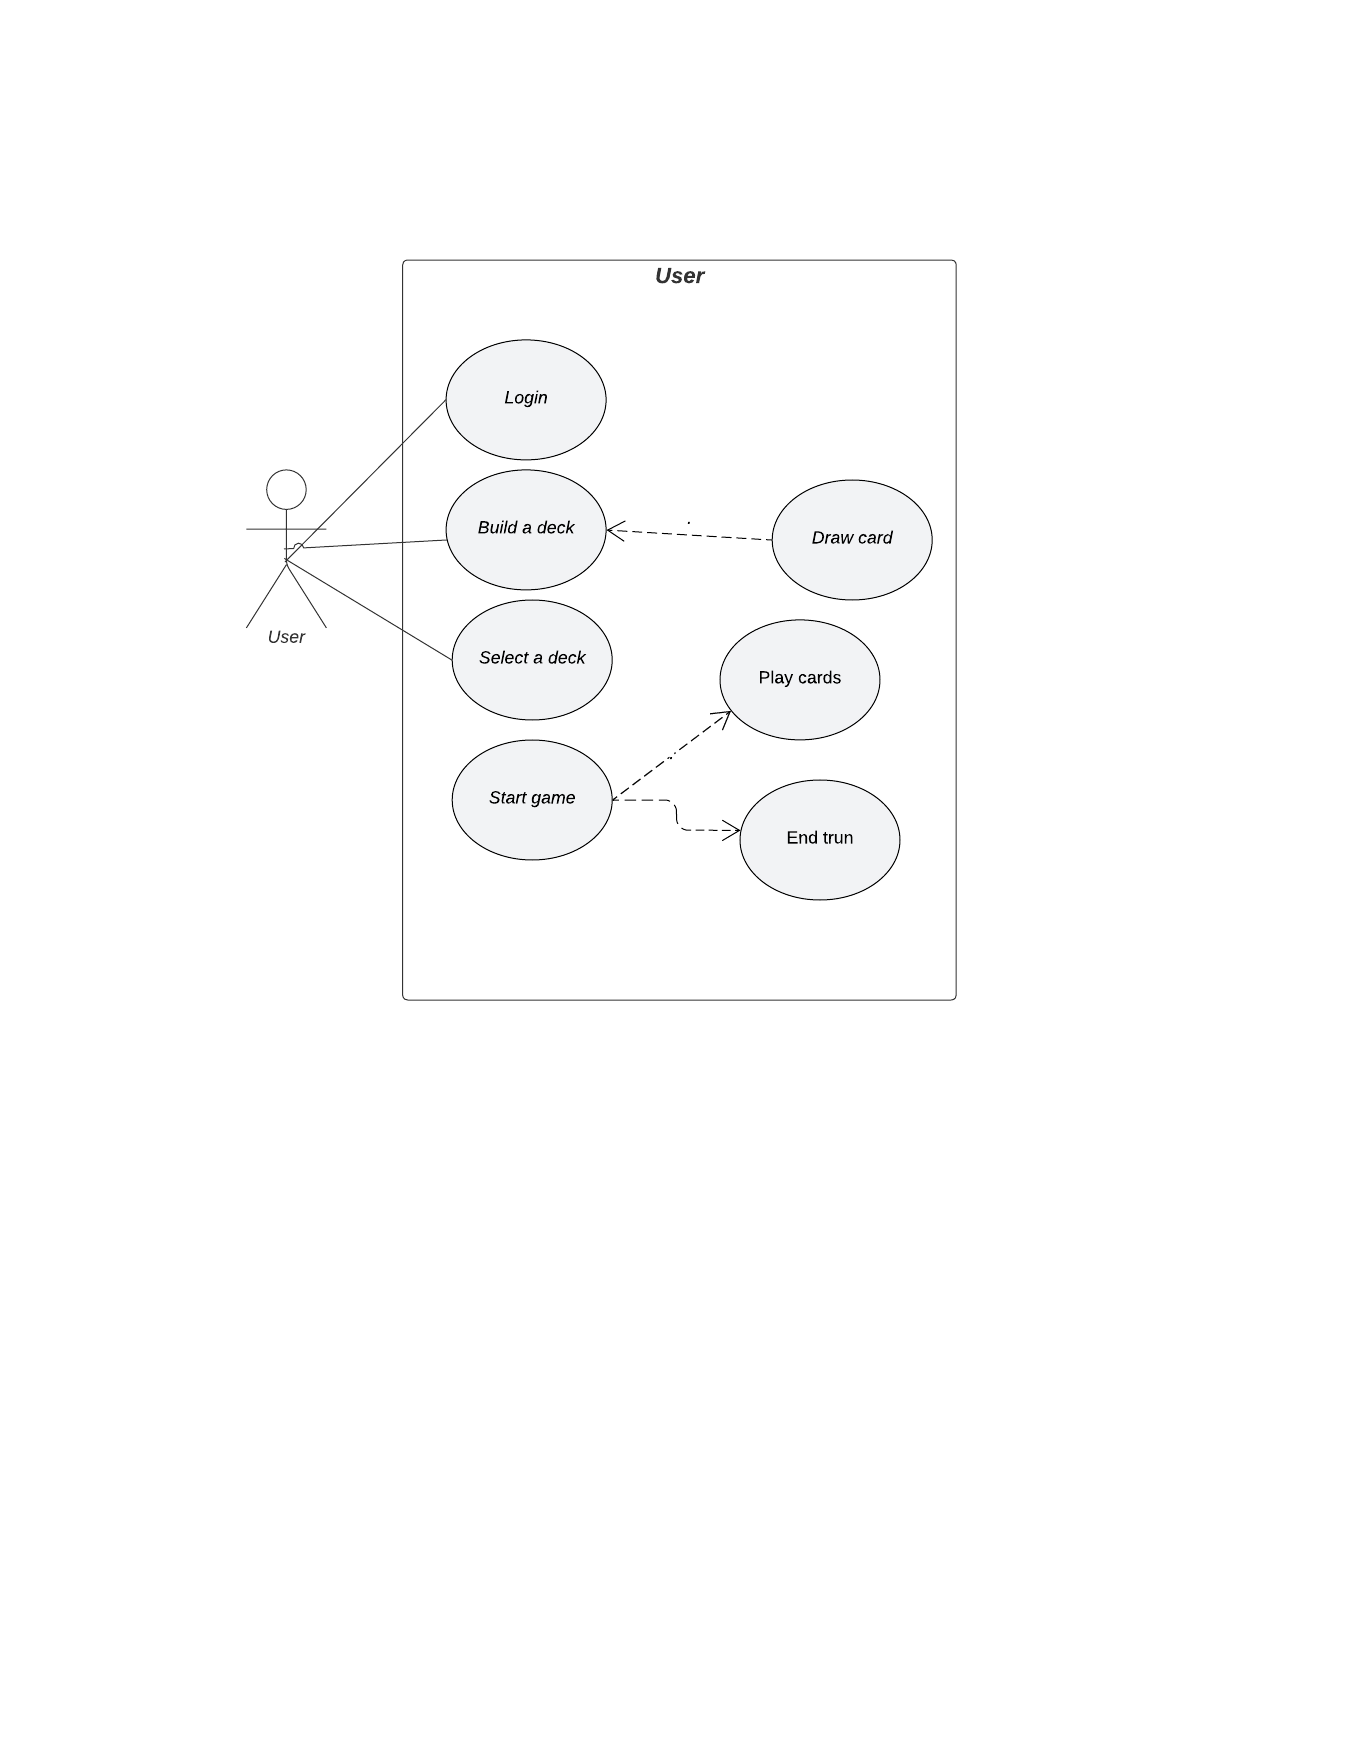 User
Login
Build a deck
Draw card
User
Select a deck
Play cards
Start game
End trun